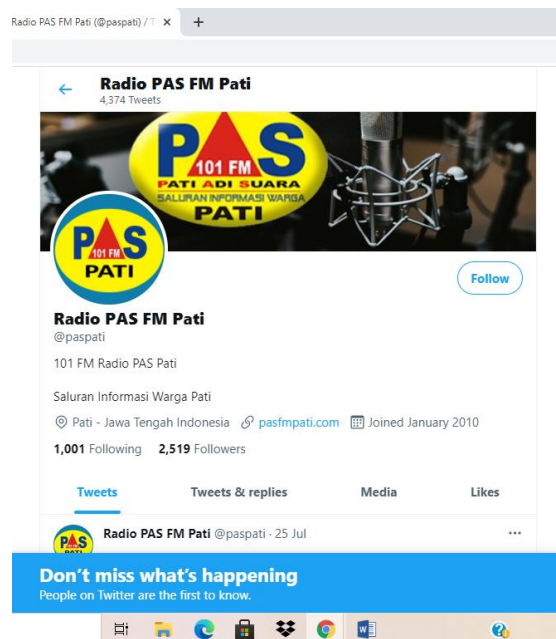 Radio PAS FM Pati (@paspati) / T
Radio PAS FM Pati
4,374 Tweets
PAS
101 FM
PATI ADI SUARA
SALURAN INFORMASI WARGA
PATI
PAS
101 FM
PATI
Follow
Radio PAS FM Pati
@paspati
101 FM Radio PAS Pati
Saluran Informasi Warga Pati
Pati - Jawa Tengah Indonesia pasfmpati.com Joined January 2010
1,001 Following 2,519 Followers
Tweets Tweets & replies Media Likes
Radio PAS FM Pati @paspati · 25 Jul
PAS
PATI
Don't miss what's happening
People on Twitter are the first to know.